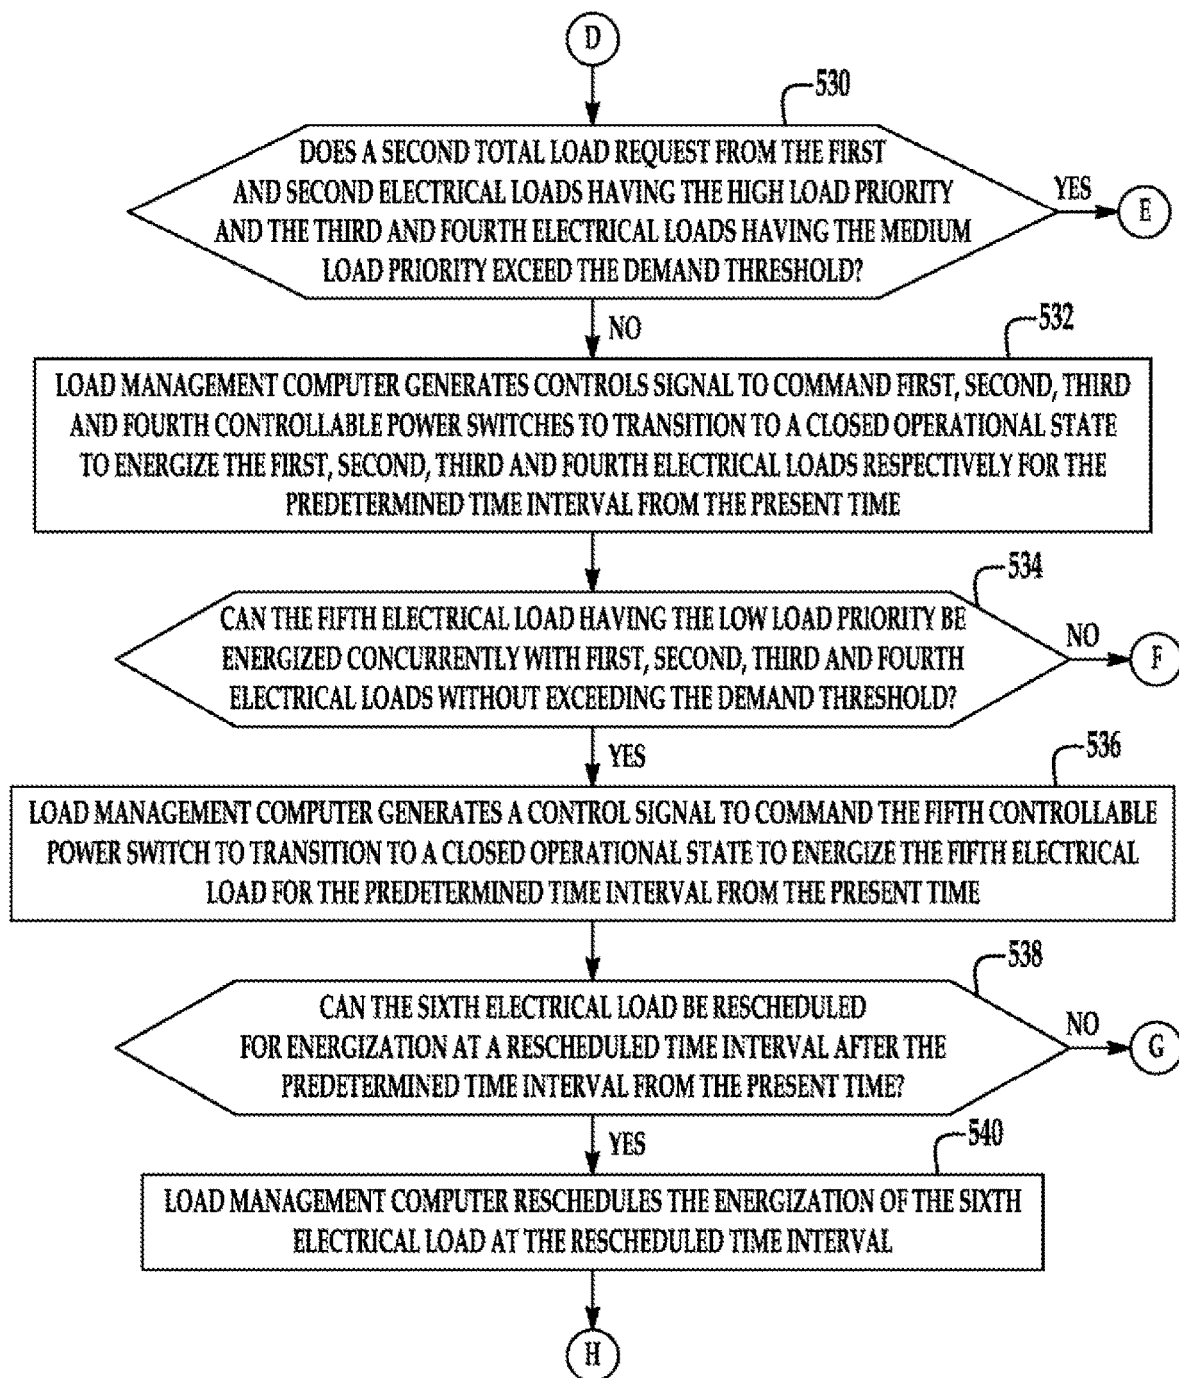 D
530
DOES A SECOND TOTAL LOAD REQUEST FROM THE FIRST
AND SECOND ELECTRICAL LOADS HAVING THE HIGH LOAD PRIORITY
AND THE THIRD AND FOURTH ELECTRICAL LOADS HAVING THE MEDIUM
LOAD PRIORITY EXCEED THE DEMAND THRESHOLD?
YES
E
NO
532
LOAD MANAGEMENT COMPUTER GENERATES CONTROLS SIGNAL TO COMMAND FIRST, SECOND, THIRD
AND FOURTH CONTROLLABLE POWER SWITCHES TO TRANSITION TO A CLOSED OPERATIONAL STATE
TO ENERGIZE THE FIRST, SECOND, THIRD AND FOURTH ELECTRICAL LOADS RESPECTIVELY FOR THE
PREDETERMINED TIME INTERVAL FROM THE PRESENT TIME
534
CAN THE FIFTH ELECTRICAL LOAD HAVING THE LOW LOAD PRIORITY BE
ENERGIZED CONCURRENTLY WITH FIRST, SECOND, THIRD AND FOURTH
ELECTRICAL LOADS WITHOUT EXCEEDING THE DEMAND THRESHOLD?
NO
F
YES
536
LOAD MANAGEMENT COMPUTER GENERATES A CONTROL SIGNAL TO COMMAND THE FIFTH CONTROLLABLE
POWER SWITCH TO TRANSITION TO A CLOSED OPERATIONAL STATE TO ENERGIZE THE FIFTH ELECTRICAL
LOAD FOR THE PREDETERMINED TIME INTERVAL FROM THE PRESENT TIME
538
CAN THE SIXTH ELECTRICAL LOAD BE RESCHEDULED
FOR ENERGIZATION AT A RESCHEDULED TIME INTERVAL AFTER THE
PREDETERMINED TIME INTERVAL FROM THE PRESENT TIME?
NO
G
YES
540
LOAD MANAGEMENT COMPUTER RESCHEDULES THE ENERGIZATION OF THE SIXTH
ELECTRICAL LOAD AT THE RESCHEDULED TIME INTERVAL
H